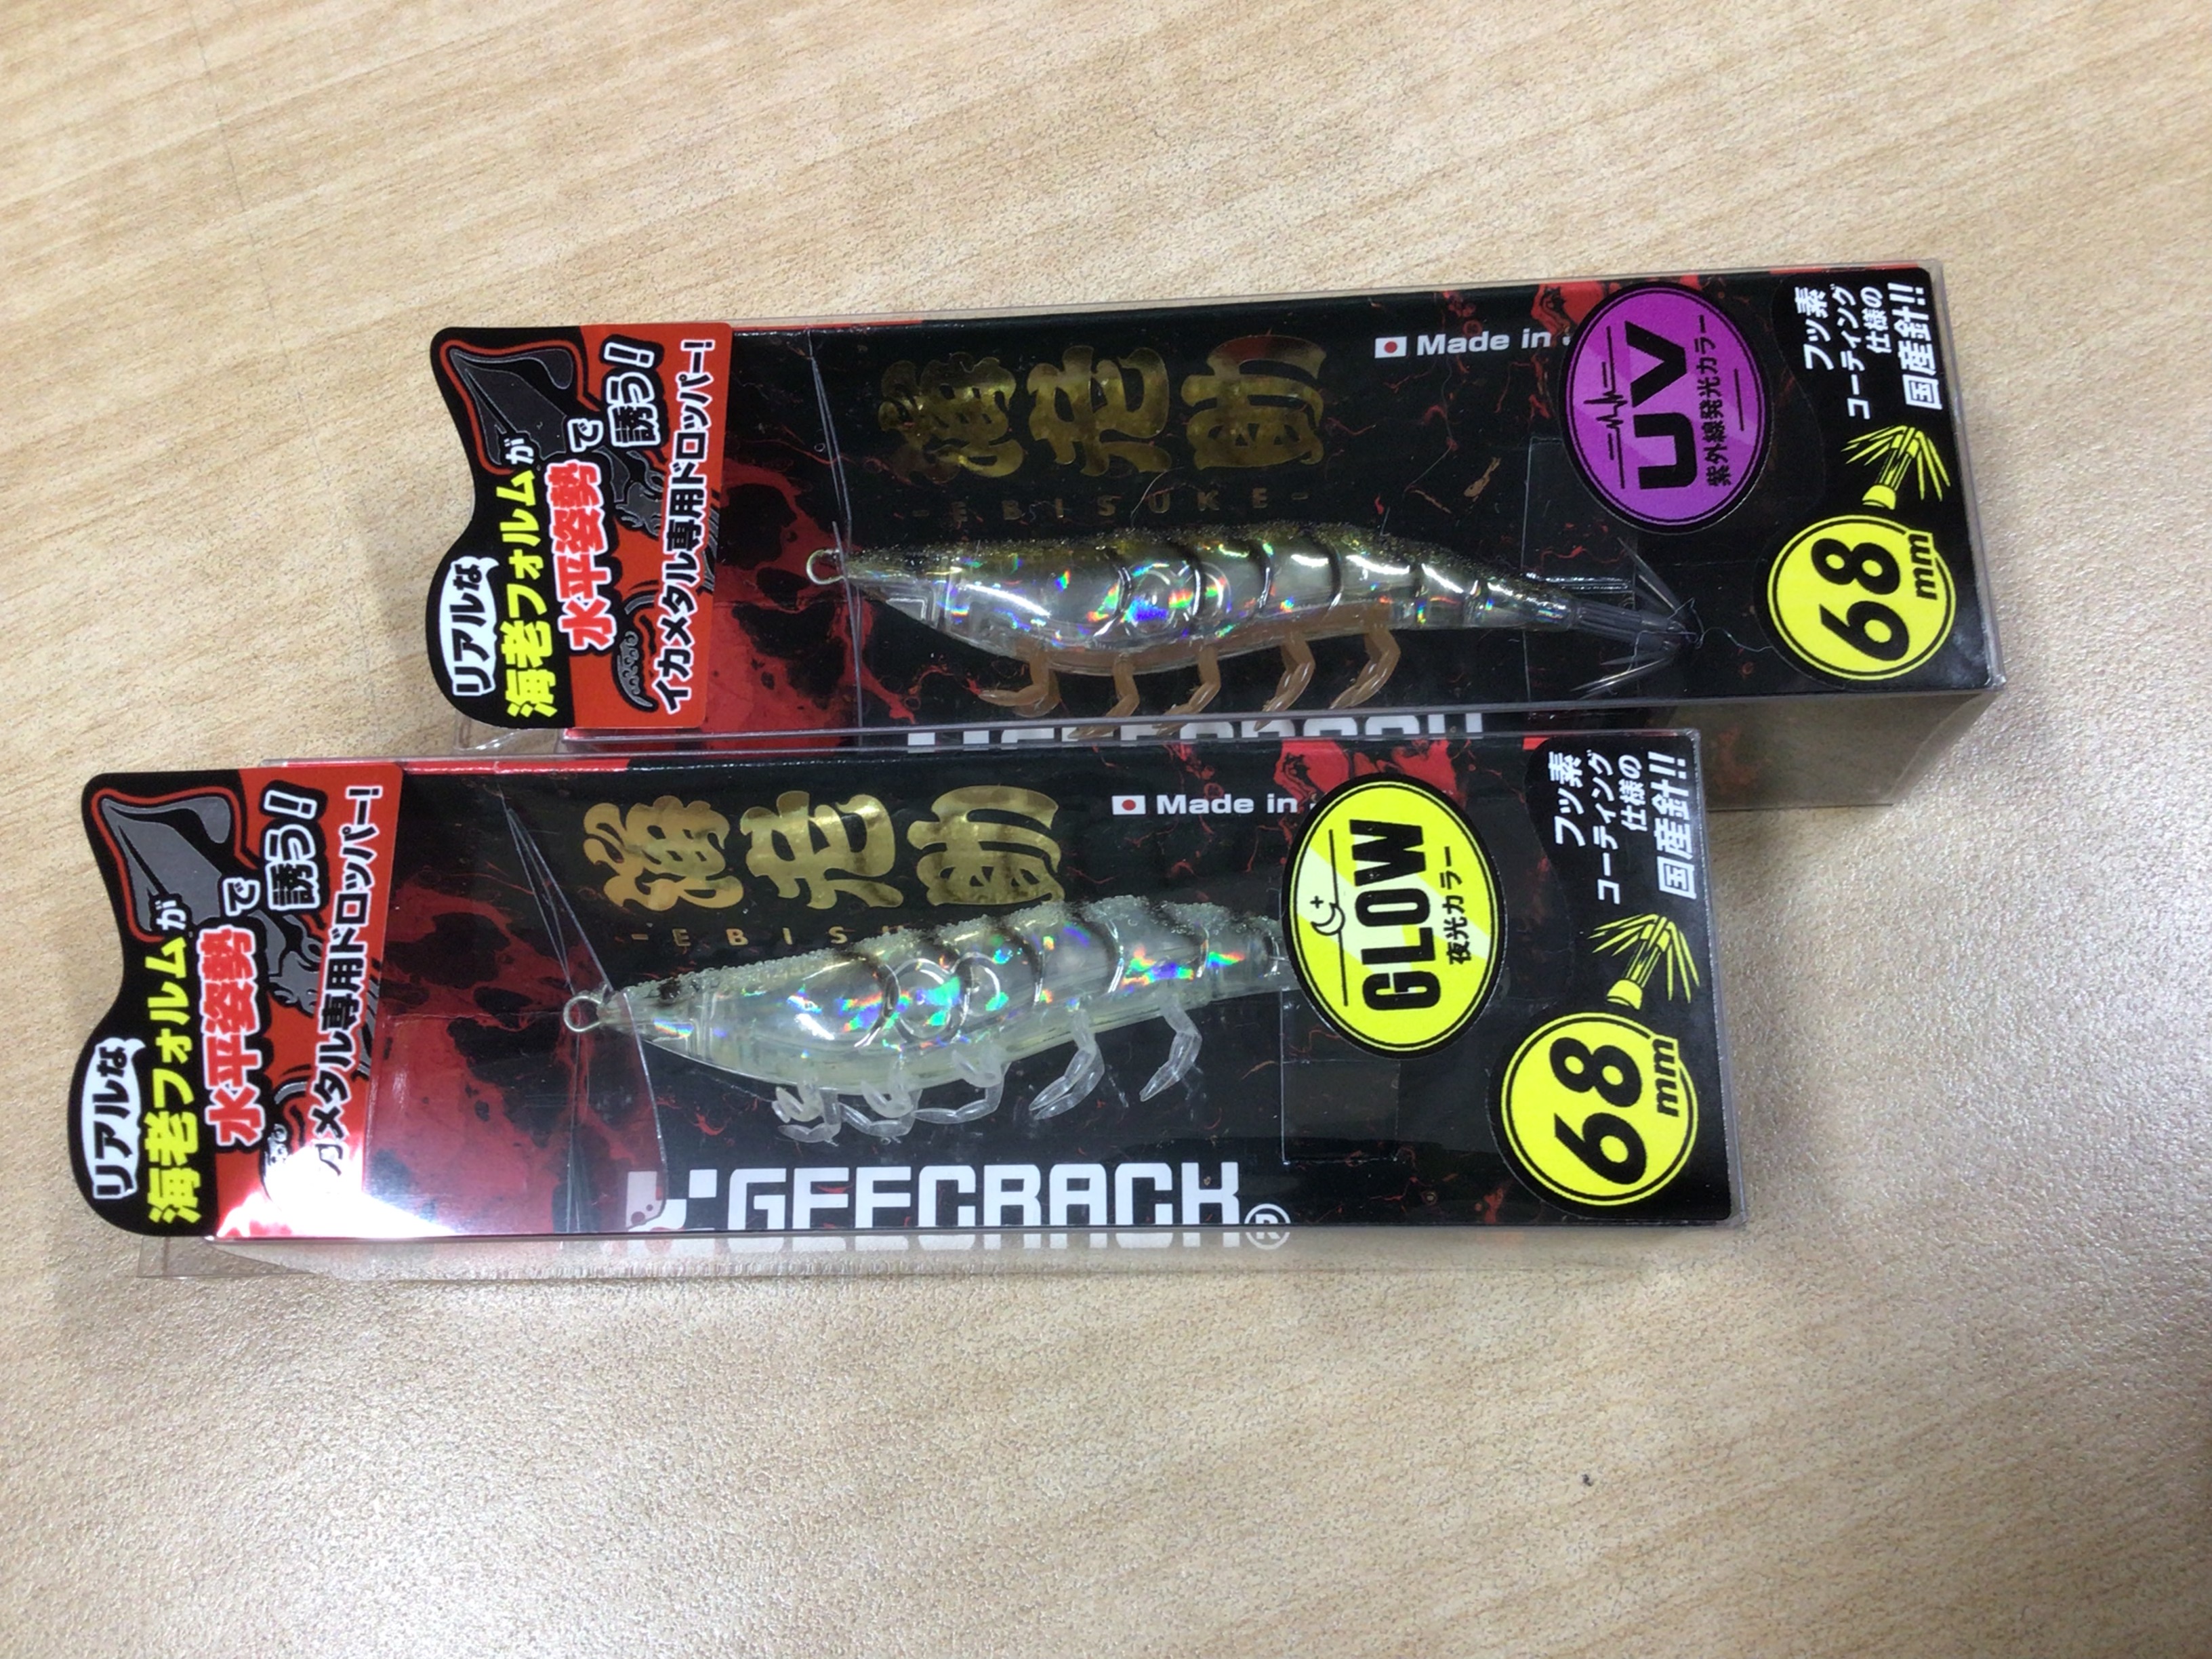 リアルな
海老フォルムが
水平姿勢で
誘う!
イカメタル専用ドロッパー!
海老助
-EBISUKE-
Made in
UV
紫外線発光カラー
フッ素
コーティング
仕様の
国産針!!
68
mm
リアルな
海老フォルムが
水平姿勢で
誘う!
カメタル専用ドロッパー!
海老助
-EBISU
Made in
GLOW
夜光カラー
フッ素
コーティング
仕様の
国産針!!
68
mm
GEECRACK®